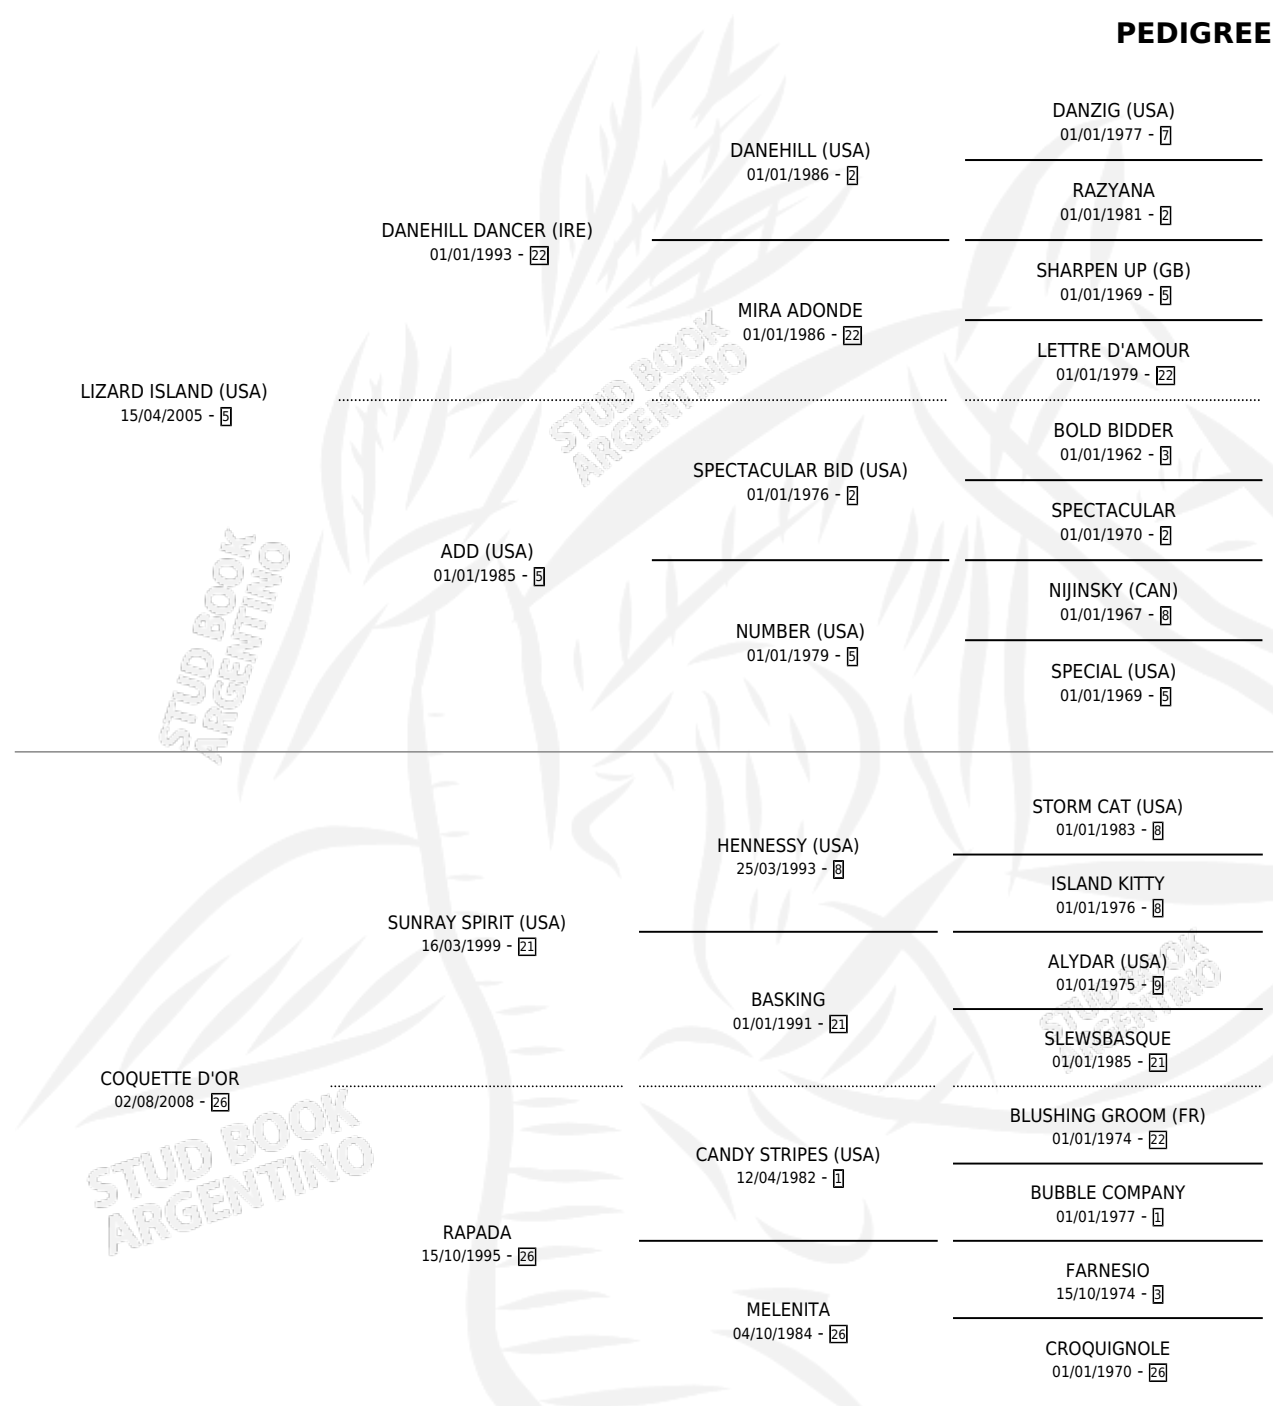 PEDIGREE
DANZIG (USA)
01/01/1977 - 7
DANEHILL (USA)
01/01/1986 - 2
RAZYANA
01/01/1981 - 2
DANEHILL DANCER (IRE)
01/01/1993 - 22
SHARPEN UP (GB)
01/01/1969 - 5
MIRA ADONDE
01/01/1986 - 22
LETTRE D'AMOUR
01/01/1979 - 22
LIZARD ISLAND (USA)
15/04/2005 - 5
BOLD BIDDER
01/01/1962 - 3
SPECTACULAR BID (USA)
01/01/1976 - 2
SPECTACULAR
01/01/1970 - 2
ADD (USA)
01/01/1985 - 5
NIJINSKY (CAN)
01/01/1967 - 8
NUMBER (USA)
01/01/1979 - 5
SPECIAL (USA)
01/01/1969 - 5
STORM CAT (USA)
01/01/1983 - 8
HENNESSY (USA)
25/03/1993 - 8
ISLAND KITTY
01/01/1976 - 8
SUNRAY SPIRIT (USA)
16/03/1999 - 21
ALYDAR (USA)
01/01/1975 - 9
BASKING
01/01/1991 - 21
SLEWSBASQUE
01/01/1985 - 21
COQUETTE D'OR
02/08/2008 - 26
BLUSHING GROOM (FR)
01/01/1974 - 22
CANDY STRIPES (USA)
12/04/1982 - 1
BUBBLE COMPANY
01/01/1977 - 1
RAPADA
15/10/1995 - 26
FARNESIO
15/10/1974 - 3
MELENITA
04/10/1984 - 26
CROQUIGNOLE
01/01/1970 - 26
STUD BOOK
ARGENTINO
STUD BOOK
ARGENTINO
STUD BOOK
ARGENTINO
STUD BOOK
ARGENTINO